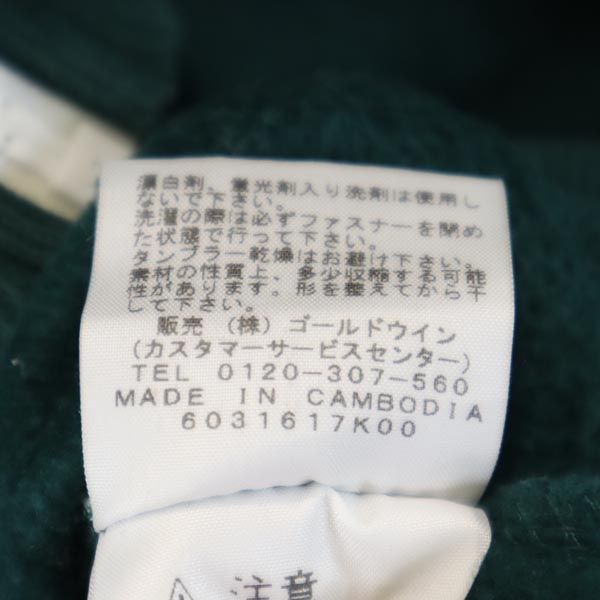 漂白剤、蛍光剤入り洗剤は使用し
ないで下さい。
洗濯の際は必ずファスナーを閉め
た状態で行って下さい。
タンブラー乾燥はお避け下さい。
素材の性質上、多少収縮する可能
性があります。形を整えてから干
して下さい。
販売 (株) ゴールドウイン
(カスタマーサービスセンター)
TEL 0120-307-560
MADE IN CAMBODIA
6031617K00
注意